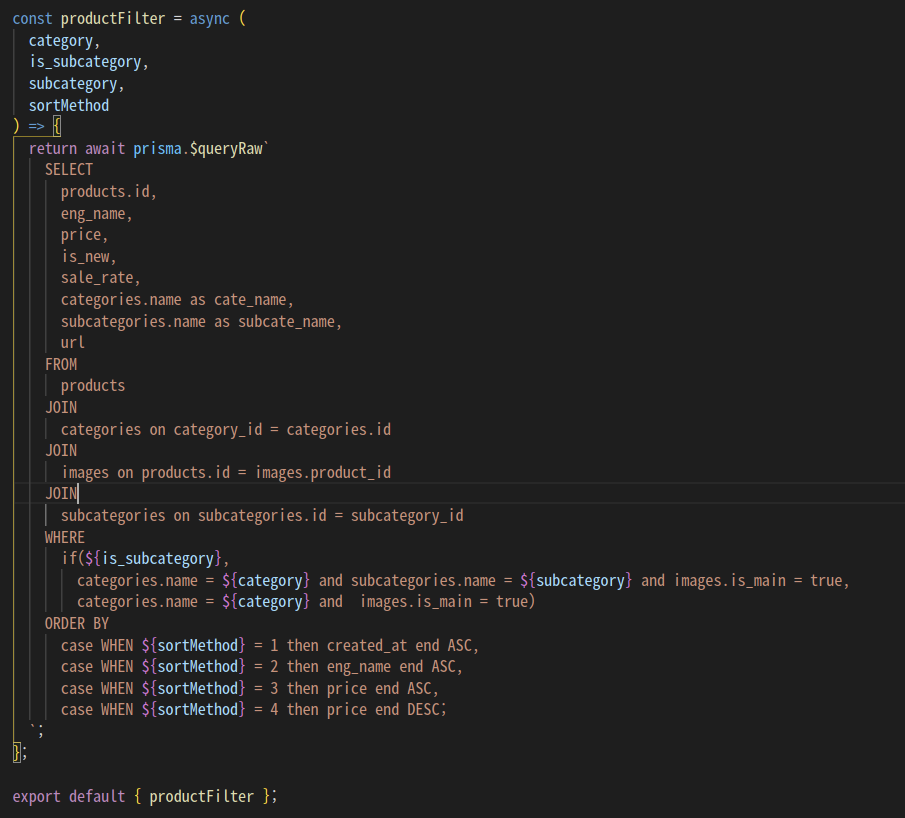 const productFilter = async (
  category,
  is_subcategory,
  subcategory,
  sortMethod
) => {
  return await prisma.$queryRaw`
    SELECT
      products.id,
      eng_name,
      price,
      is_new,
      sale_rate,
      categories.name as cate_name,
      subcategories.name as subcate_name,
      url
    FROM
      products
    JOIN
      categories on category_id = categories.id
    JOIN
      images on products.id = images.product_id
    JOIN
      subcategories on subcategories.id = subcategory_id
    WHERE
      if(${is_subcategory},
        categories.name = ${category} and subcategories.name = ${subcategory} and images.is_main = true,
        categories.name = ${category} and  images.is_main = true)
    ORDER BY
      case WHEN ${sortMethod} = 1 then created_at end ASC,
      case WHEN ${sortMethod} = 2 then eng_name end ASC,
      case WHEN ${sortMethod} = 3 then price end ASC,
      case WHEN ${sortMethod} = 4 then price end DESC;
  `;
};

export default { productFilter };